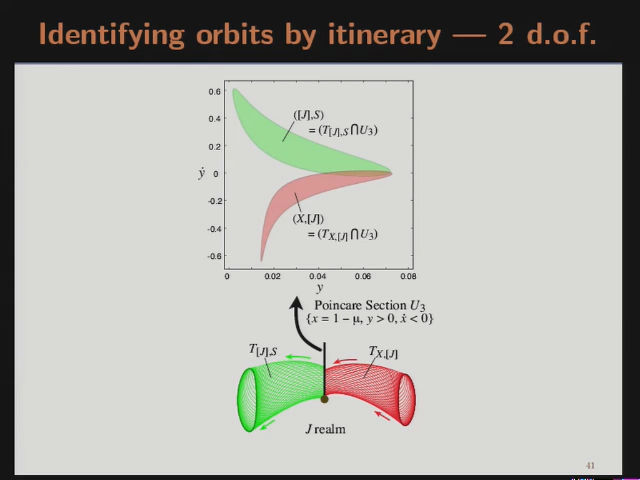 Identifying orbits by itinerary — 2 d.o.f.
0.6
([J],S)
0.4
= (T[J],S ⋂ U3)
0.2
ẏ 0
-0.2
(X,[J])
-0.4
= (TX,[J] ⋂ U3)
-0.6
0 0.02 0.04 0.06 0.08
y
Poincare Section U3
{x = 1 – μ, y > 0, ẋ < 0}
T[J],S TX,[J]
J realm
41